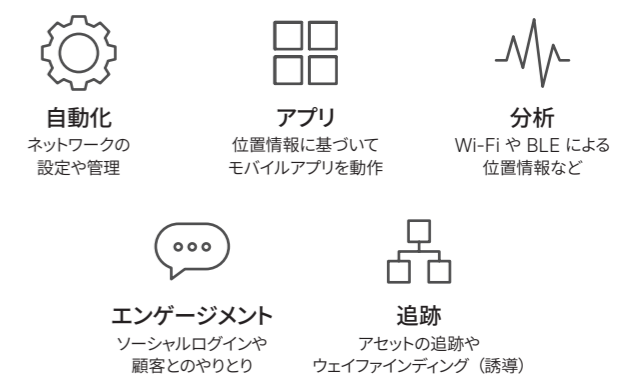 自動化
ネットワークの
設定や管理
アプリ
位置情報に基づいて
モバイルアプリを動作
分析
Wi-Fi や BLE による
位置情報など
エンゲージメント
ソーシャルログインや
顧客とのやりとり
追跡
アセットの追跡や
ウェイファインディング（誘導）